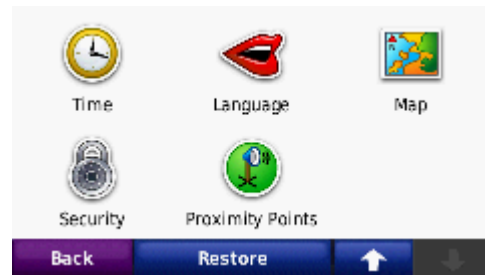 Time
Language
Map
Security
Proximity Points
Back
Restore